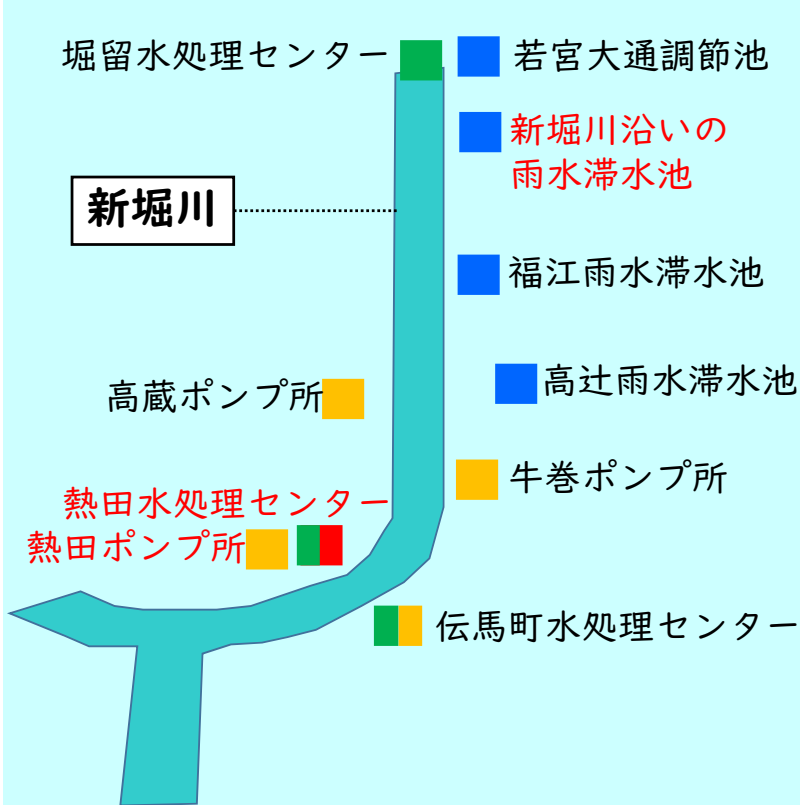 堀留水処理センター
若宮大通調節池
新堀川沿いの
雨水滞水池
新堀川
福江雨水滞水池
高辻雨水滞水池
高蔵ポンプ所
牛巻ポンプ所
熱田水処理センター
熱田ポンプ所
伝馬町水処理センター